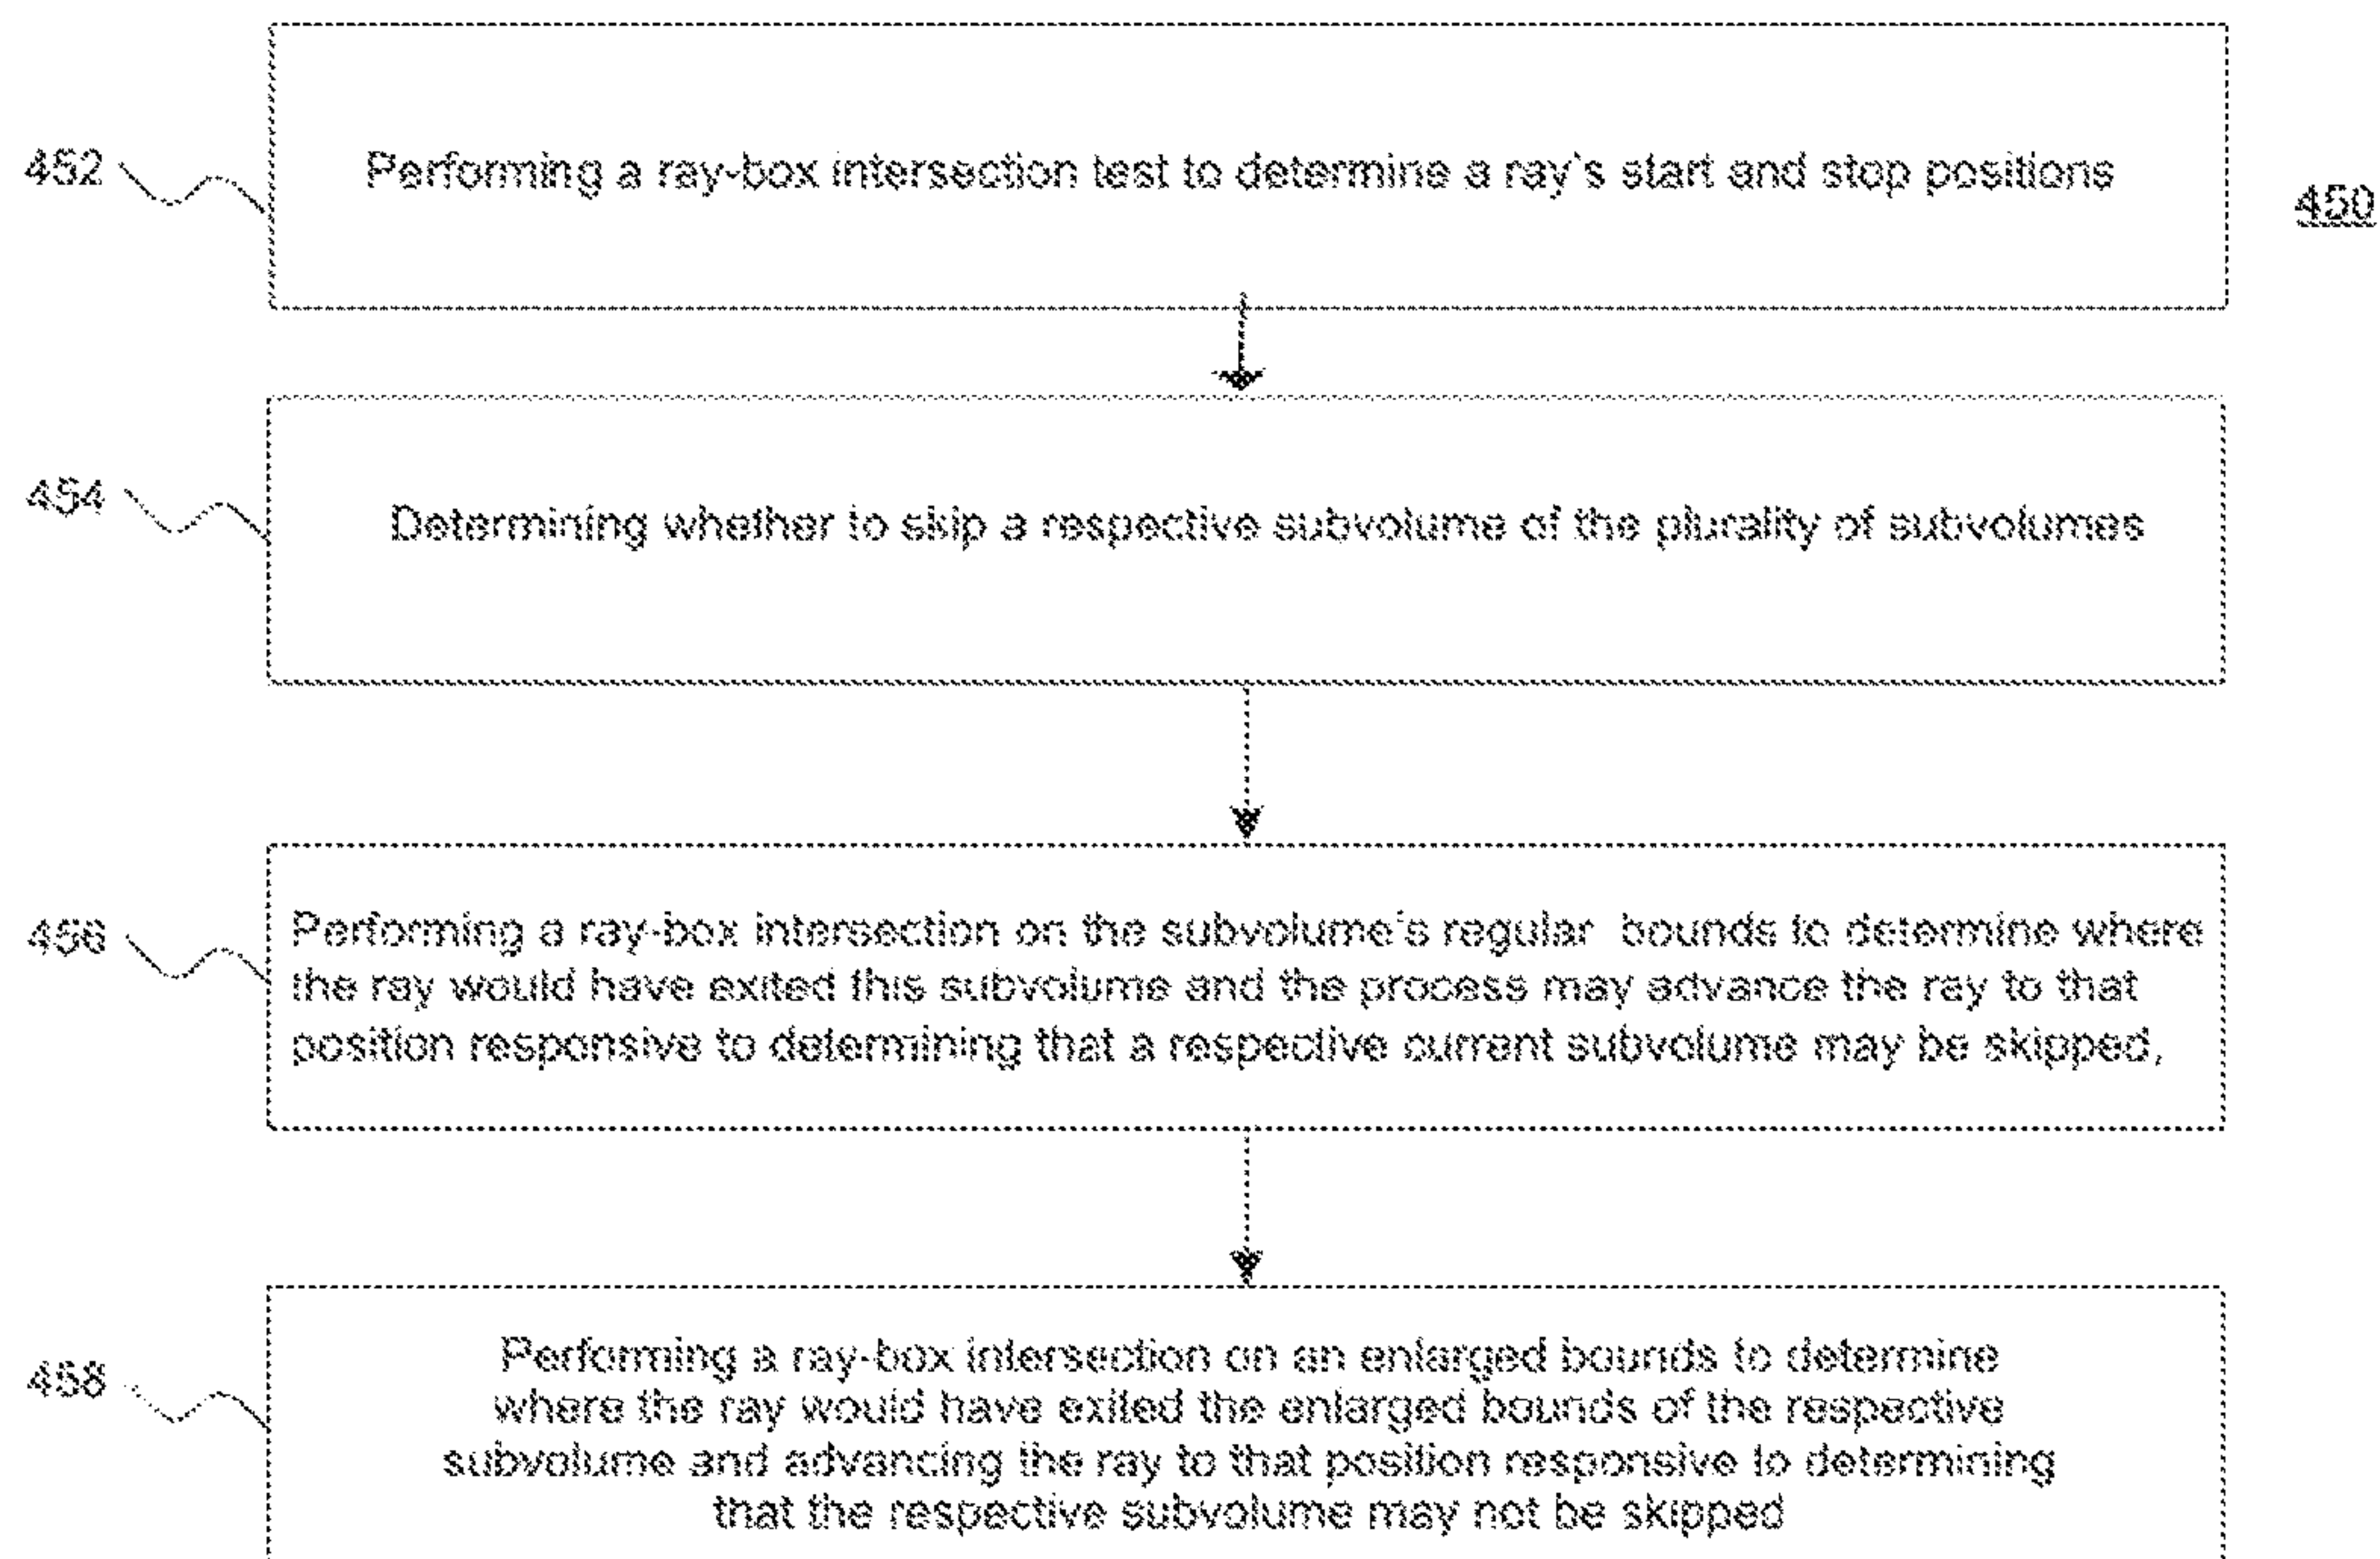 452
Performing a ray-box intersection test to determine a ray's start and stop positions
450
454
Determining whether to skip a respective subvolume of the plurality of subvolumes
456
Performing a ray-box intersection on the subvolume's regular bounds to determine where
the ray would have exited this subvolume and the process may advance the ray to that
position responsive to determining that a respective current subvolume may be skipped,
458
Performing a ray-box intersection on an enlarged bounds to determine
where the ray would have exited the enlarged bounds of the respective
subvolume and advancing the ray to that position responsive to determining
that the respective subvolume may not be skipped